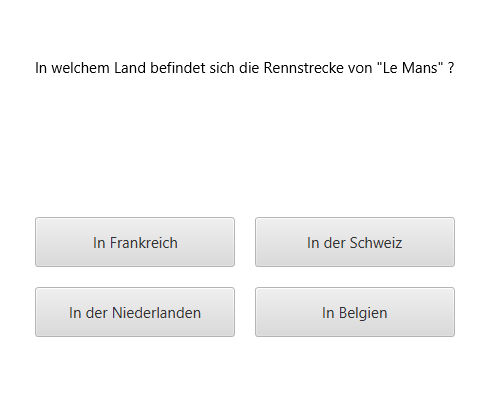 In welchem Land befindet sich die Rennstrecke von "Le Mans" ?
In Frankreich
In der Schweiz
In der Niederlanden
In Belgien